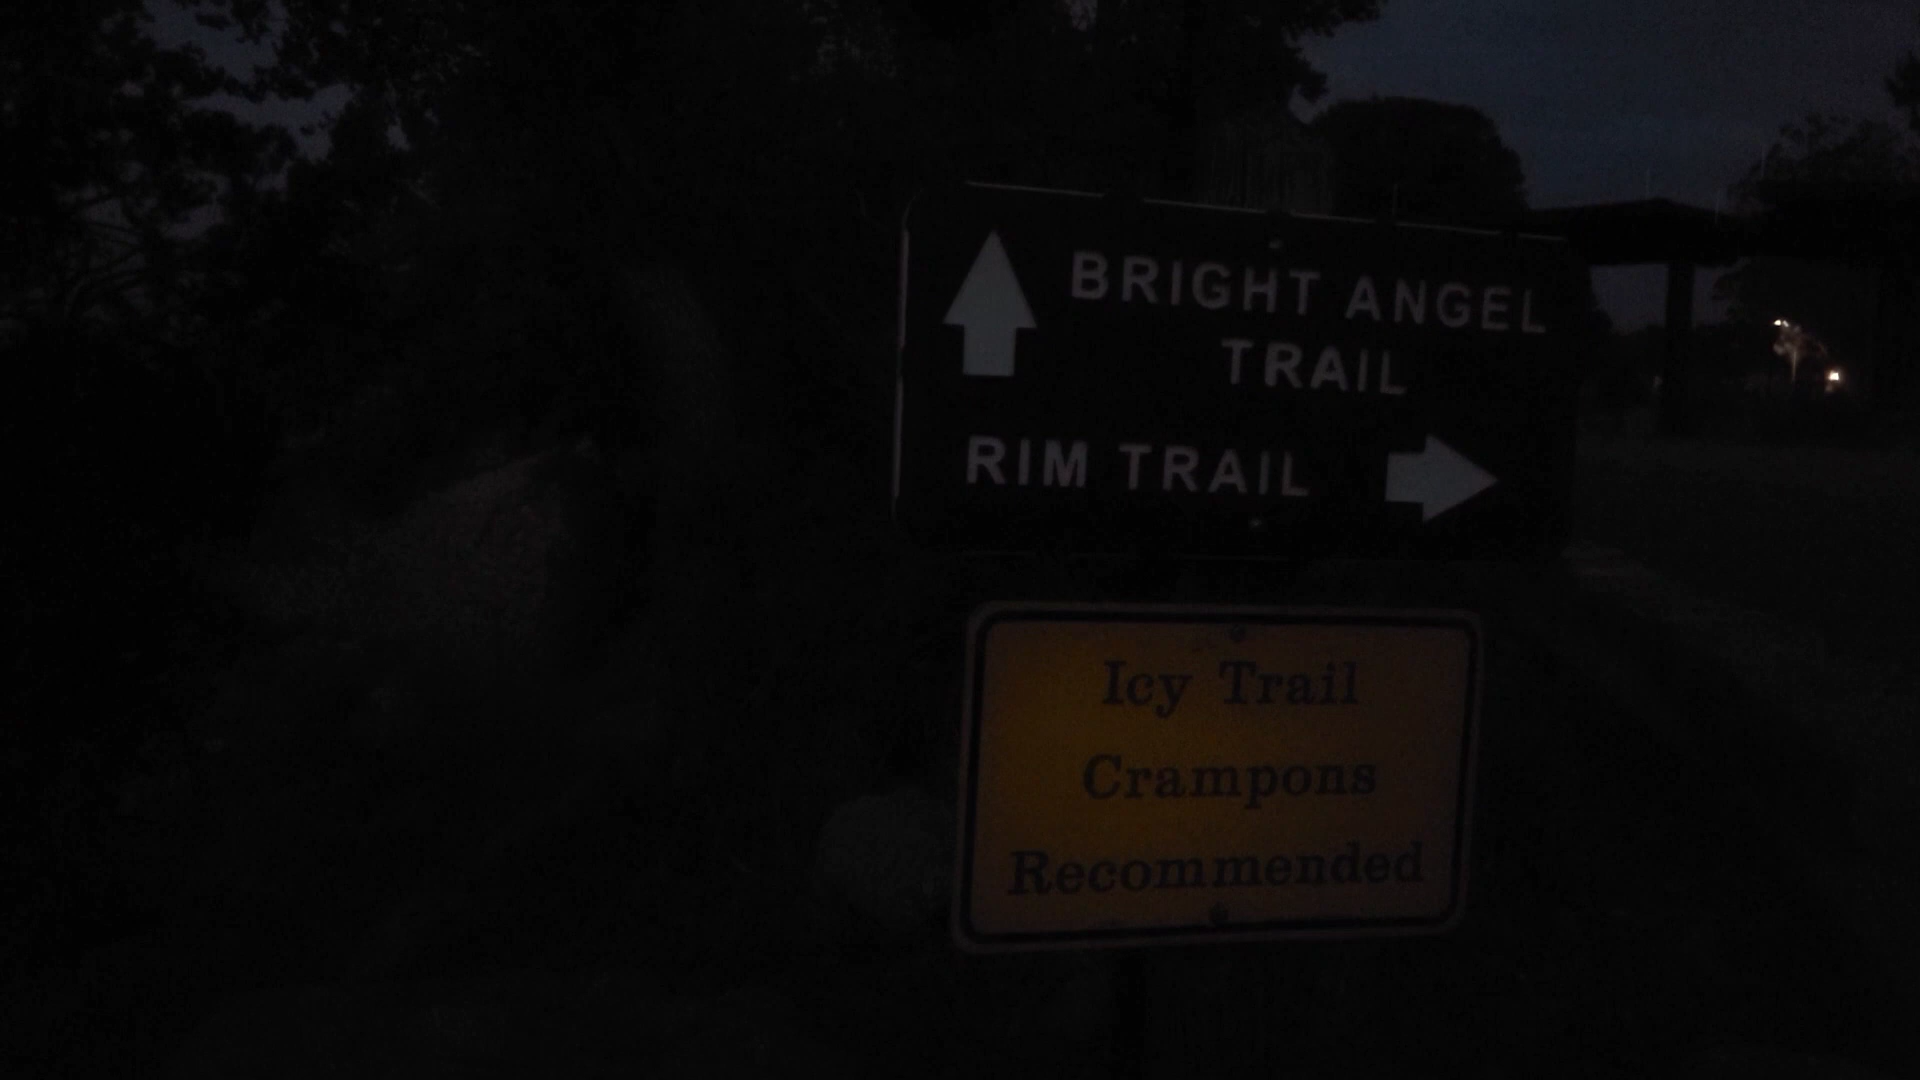 BRIGHT ANGEL
TRAIL
RIM TRAIL
Icy Trail
Crampons
Recommended